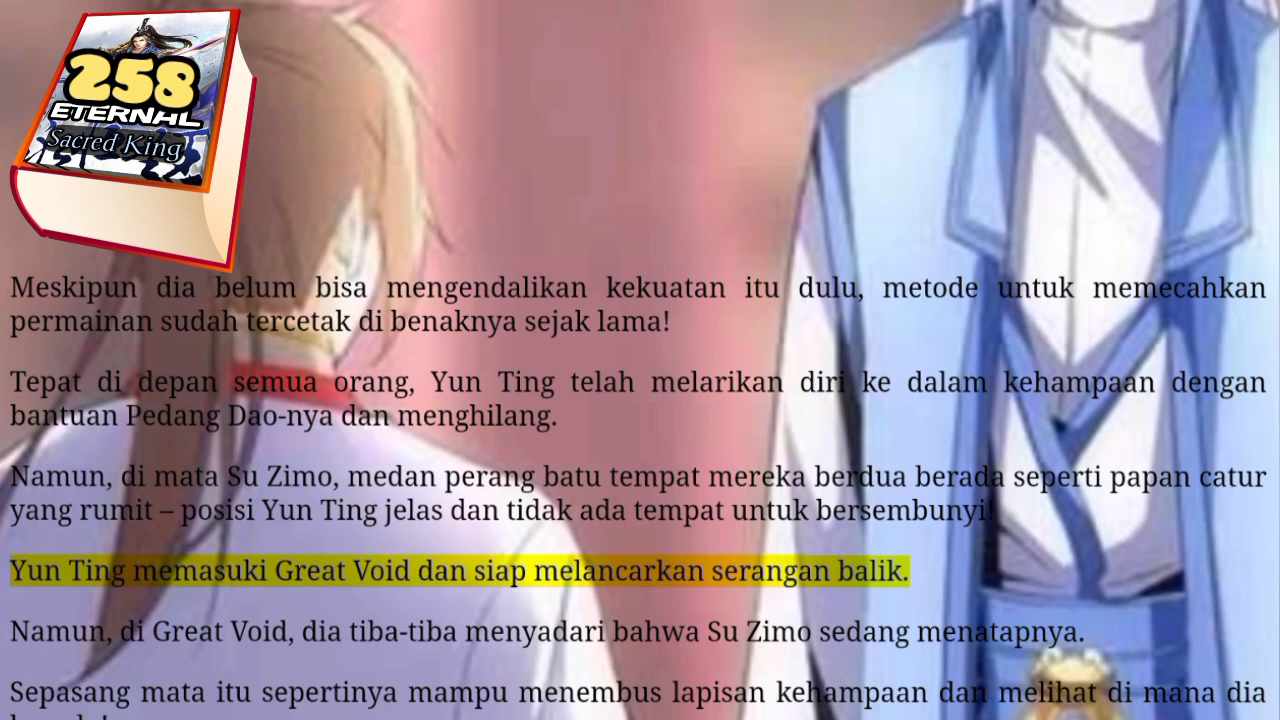 258
ETERNAL
Sacred King
Meskipun dia belum bisa mengendalikan kekuatan itu dulu, metode untuk memecahkan
permainan sudah tercetak di benaknya sejak lama!
Tepat di depan semua orang, Yun Ting telah melarikan diri ke dalam kehampaan dengan
bantuan Pedang Dao-nya dan menghilang.
Namun, di mata Su Zimo, medan perang batu tempat mereka berdua berada seperti papan catur
yang rumit – posisi Yun Ting jelas dan tidak ada tempat untuk bersembunyi!
Yun Ting memasuki Great Void dan siap melancarkan serangan balik.
Namun, di Great Void, dia tiba-tiba menyadari bahwa Su Zimo sedang menatapnya.
Sepasang mata itu sepertinya mampu menembus lapisan kehampaan dan melihat di mana dia